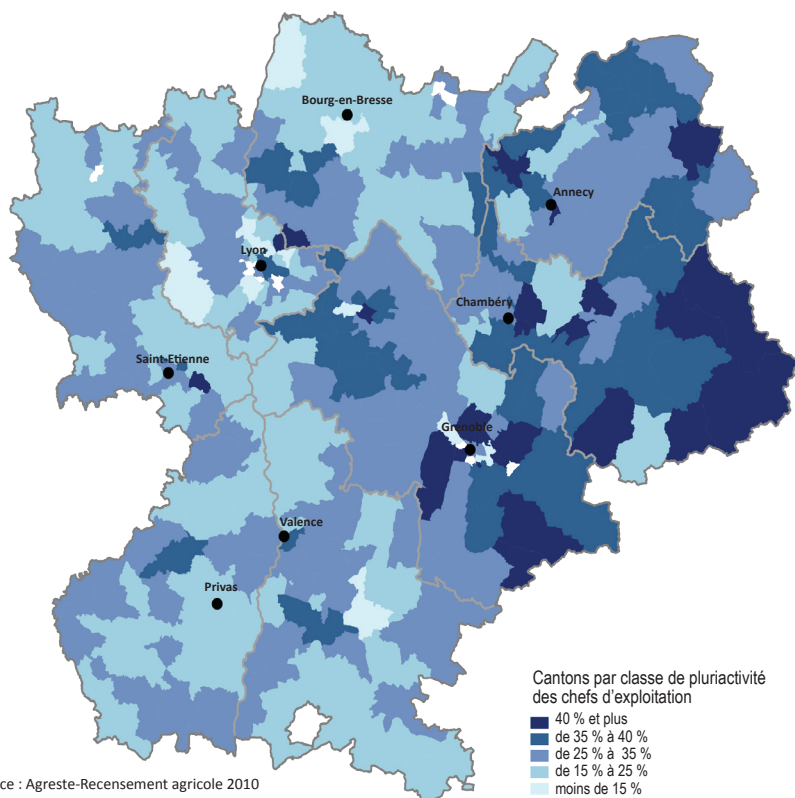 Bourg-en-Bresse
Annecy
Lyon
Chambéry
Saint-Etienne
Grenoble
Valence
Privas
Cantons par classe de pluriactivité
des chefs d'exploitation
40 % et plus
de 35 % à 40 %
de 25 % à 35 %
de 15 % à 25 %
moins de 15 %
ce : Agreste-Recensement agricole 2010